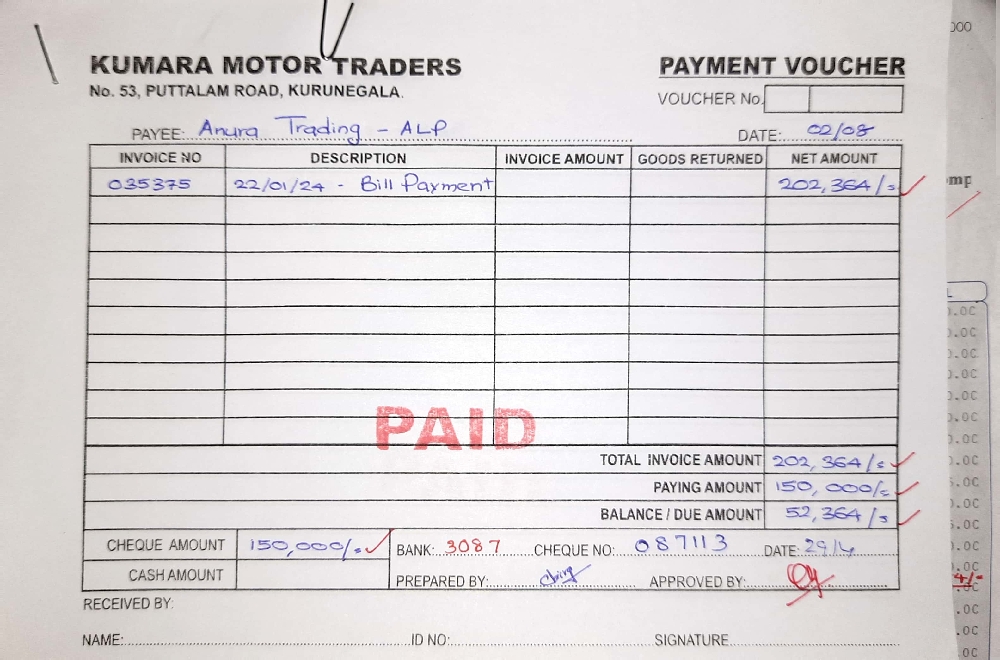 KUMARA MOTOR TRADERS
No. 53, PUTTALAM ROAD, KURUNEGALA.
PAYMENT VOUCHER
VOUCHER No.
PAYEE: Anura Trading - ALP
DATE: 02/08
INVOICE NO DESCRIPTION INVOICE AMOUNT GOODS RETURNED NET AMOUNT
035375 22/01/24 - Bill Payment 202,364/=
PAID
TOTAL INVOICE AMOUNT 202,364/=
PAYING AMOUNT 150,000/=
BALANCE / DUE AMOUNT 52,364/=
CHEQUE AMOUNT 150,000/= BANK: 3087 CHEQUE NO: 087113 DATE: 29/4
CASH AMOUNT PREPARED BY: APPROVED BY:
RECEIVED BY:
NAME: ID NO: SIGNATURE